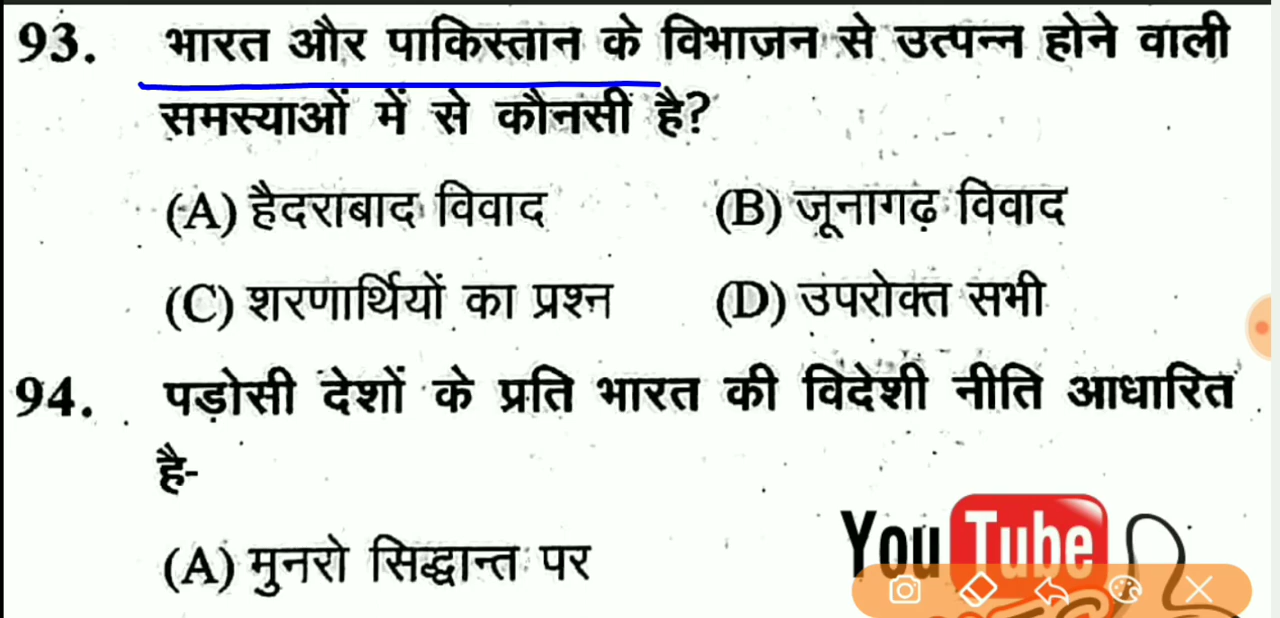 93. भारत और पाकिस्तान के विभाजन से उत्पन्न होने वाली
समस्याओं में से कौनसी है?
(A) हैदराबाद विवाद (B) जूनागढ़ विवाद
(C) शरणार्थियों का प्रश्न (D) उपरोक्त सभी
94. पड़ोसी देशों के प्रति भारत की विदेशी नीति आधारित
है-
(A) मुनरो सिद्धान्त पर
YouTube